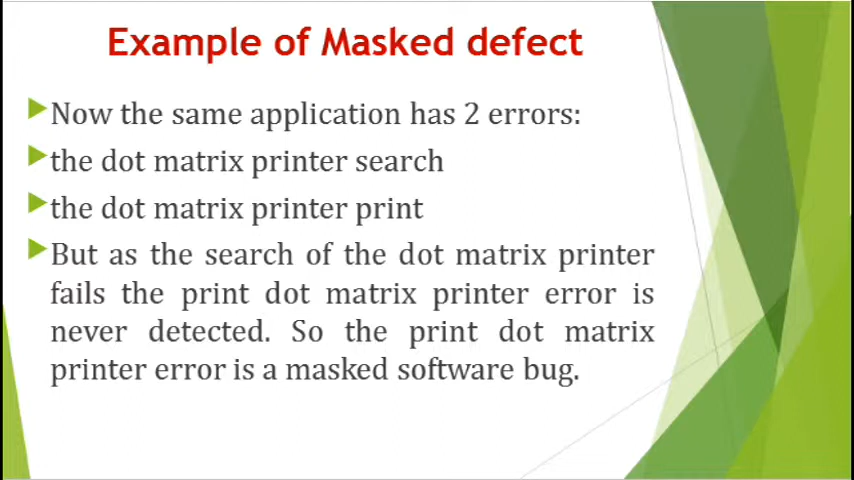 Example of Masked defect
Now the same application has 2 errors:
the dot matrix printer search
the dot matrix printer print
But as the search of the dot matrix printer
fails the print dot matrix printer error is
never detected. So the print dot matrix
printer error is a masked software bug.